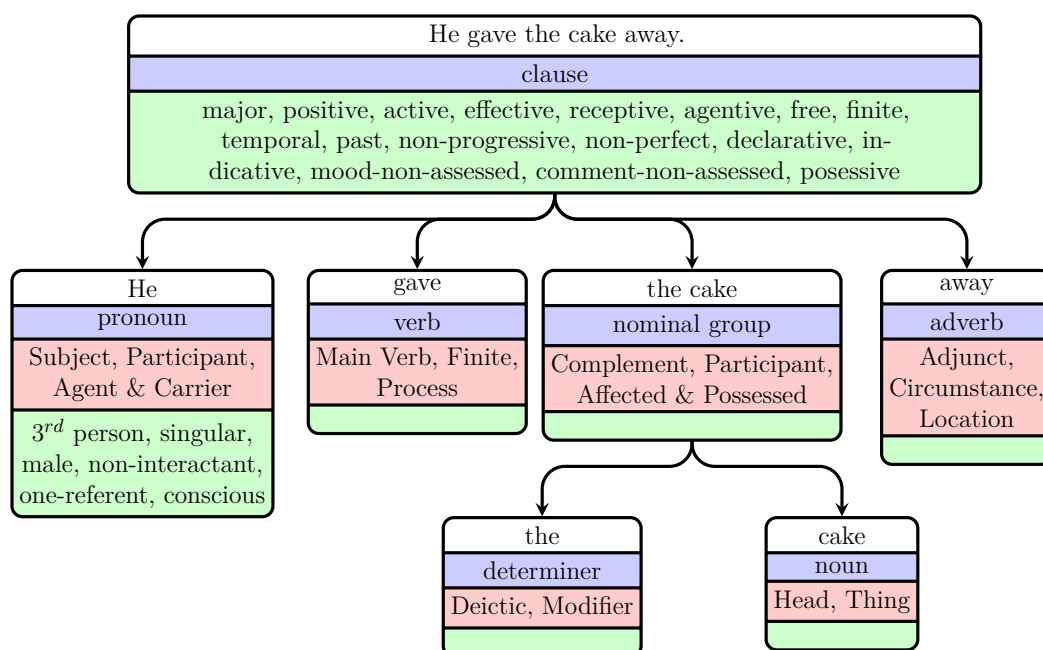 He gave the cake away.
clause
major, positive, active, effective, receptive, agentive, free, finite,
temporal, past, non-progressive, non-perfect, declarative, in-
dicative, mood-non-assessed, comment-non-assessed, posessive
He
pronoun
Subject, Participant,
Agent & Carrier
3rd person, singular,
male, non-interactant,
one-referent, conscious
gave
verb
Main Verb, Finite,
Process
the cake
nominal group
Complement, Participant,
Affected & Possessed
away
adverb
Adjunct,
Circumstance,
Location
the
determiner
Deictic, Modifier
cake
noun
Head, Thing